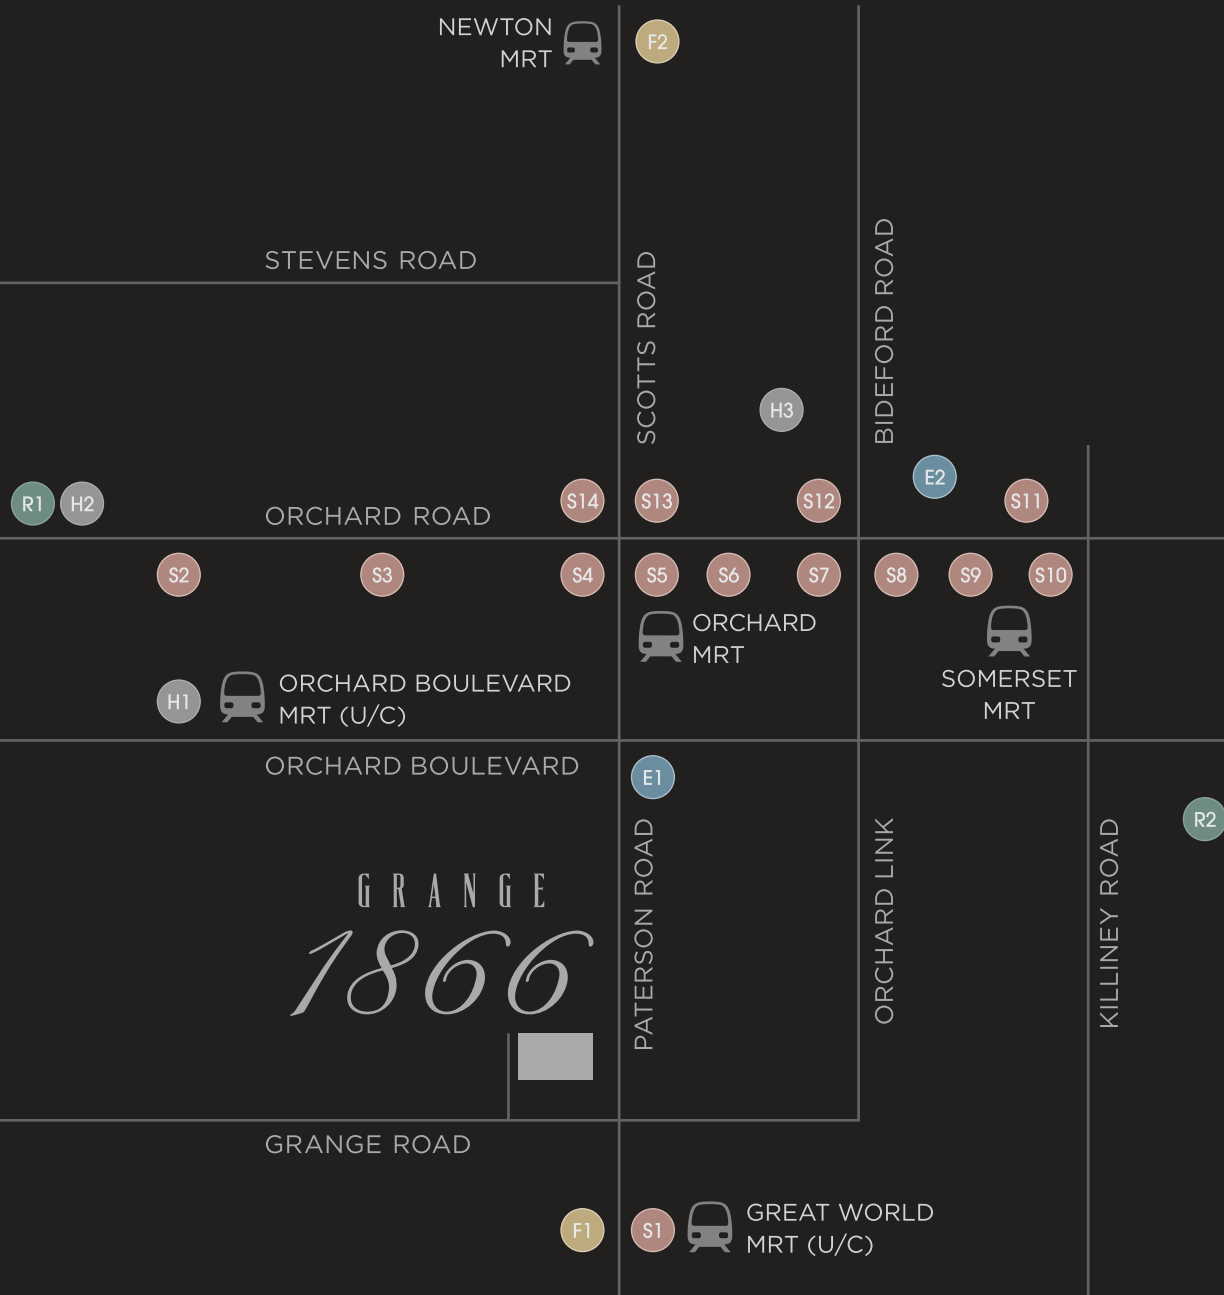 NEWTON
MRT
F2
STEVENS ROAD
SCOTTS ROAD
BIDEFORD ROAD
H3
E2
R1
H2
S14
S13
S12
S11
ORCHARD ROAD
S2
S3
S4
S5
S6
S7
S8
S9
S10
ORCHARD
MRT
SOMERSET
MRT
H1
ORCHARD BOULEVARD
MRT (U/C)
ORCHARD BOULEVARD
E1
R2
PATERSON ROAD
ORCHARD LINK
KILLINEY ROAD
GRANGE
1866
GRANGE ROAD
F1
S1
GREAT WORLD
MRT (U/C)